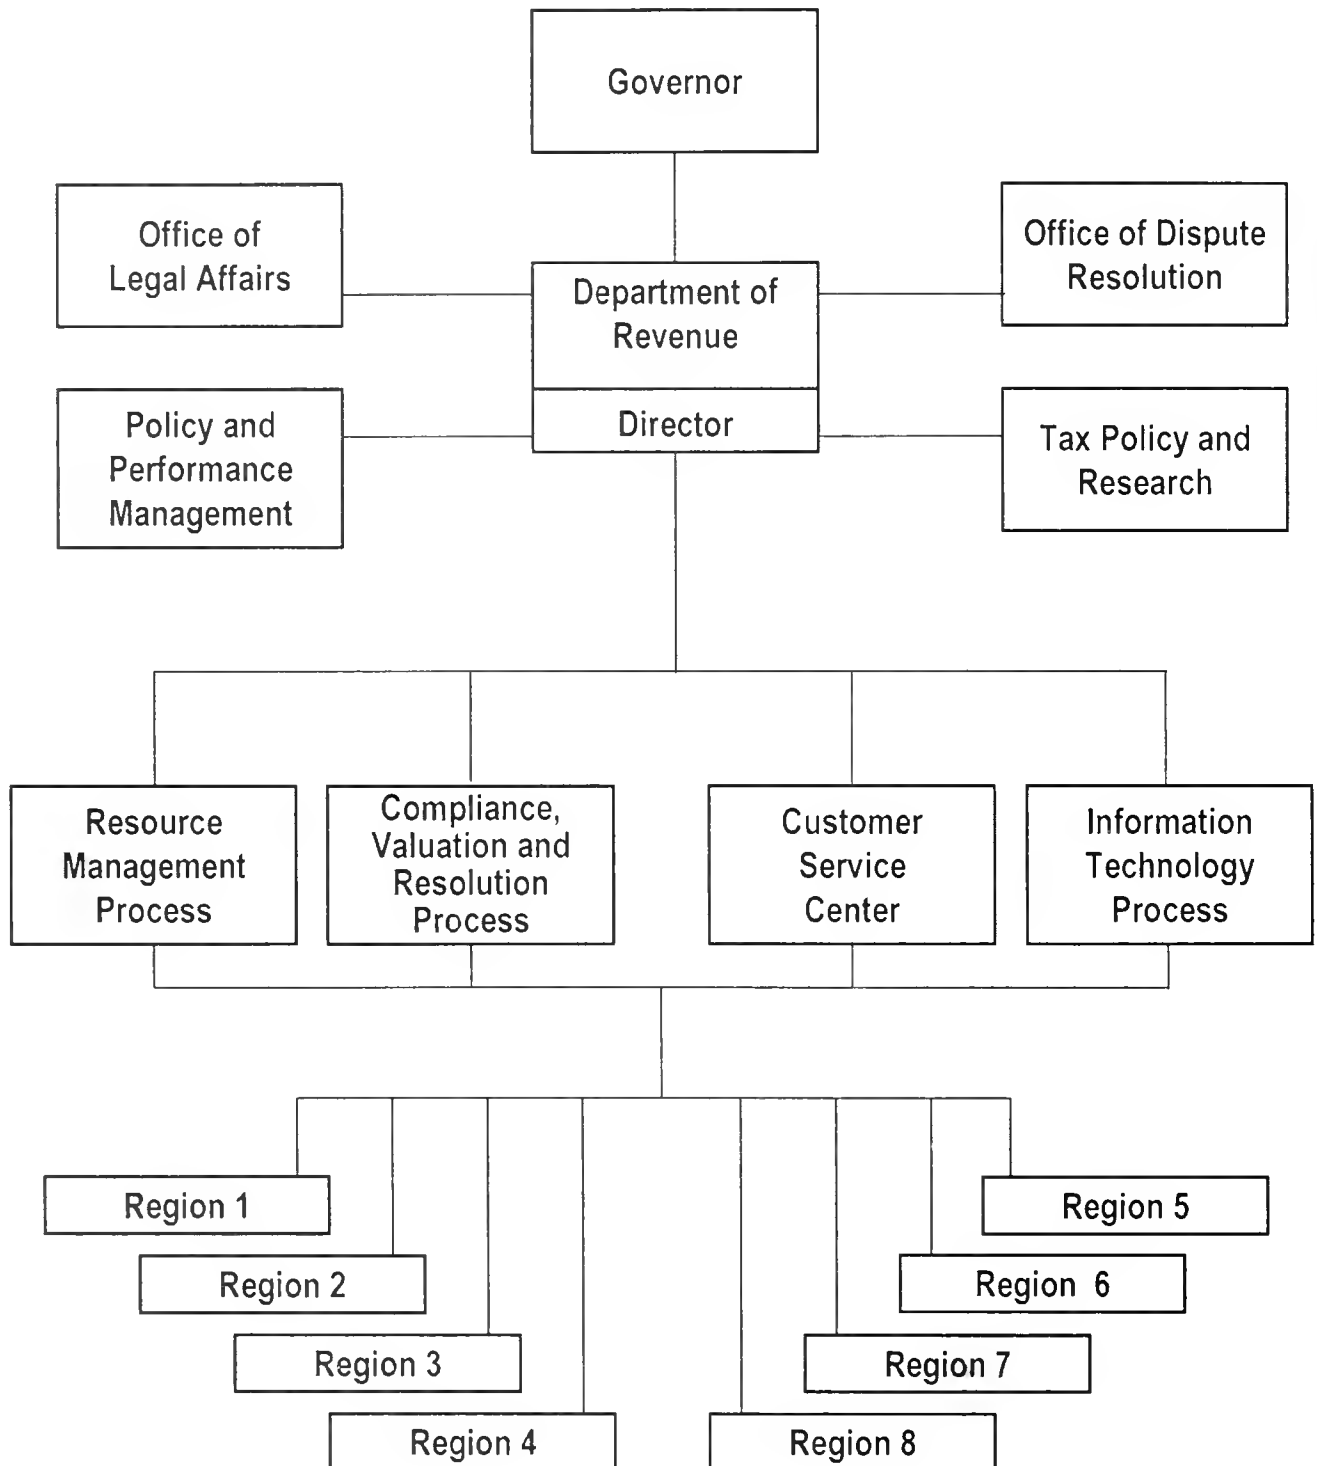 Governor
Office of
Legal Affairs
Department of
Revenue
Director
Office of Dispute
Resolution
Policy and
Performance
Management
Tax Policy and
Research
Resource
Management
Process
Compliance,
Valuation and
Resolution
Process
Customer
Service
Center
Information
Technology
Process
Region 1
Region 2
Region 3
Region 4
Region 5
Region 6
Region 7
Region 8